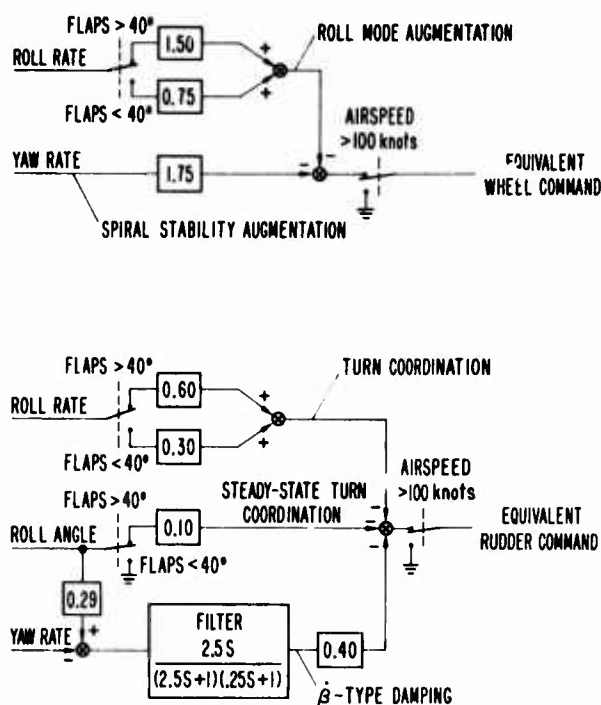 FLAPS > 40°
ROLL RATE
1.50
0.75
FLAPS < 40°
+
+
ROLL MODE AUGMENTATION
AIRSPEED
>100 knots
YAW RATE
1.75
-
-
EQUIVALENT
WHEEL COMMAND
SPIRAL STABILITY AUGMENTATION
FLAPS > 40°
ROLL RATE
0.60
0.30
FLAPS < 40°
+
+
TURN COORDINATION
AIRSPEED
>100 knots
FLAPS > 40°
ROLL ANGLE
0.10
FLAPS < 40°
STEADY-STATE TURN
COORDINATION
-
-
-
EQUIVALENT
RUDDER COMMAND
0.29
YAW RATE
+
-
FILTER
2.5S
(2.5S+1)(.25S+1)
0.40
β̇-TYPE DAMPING